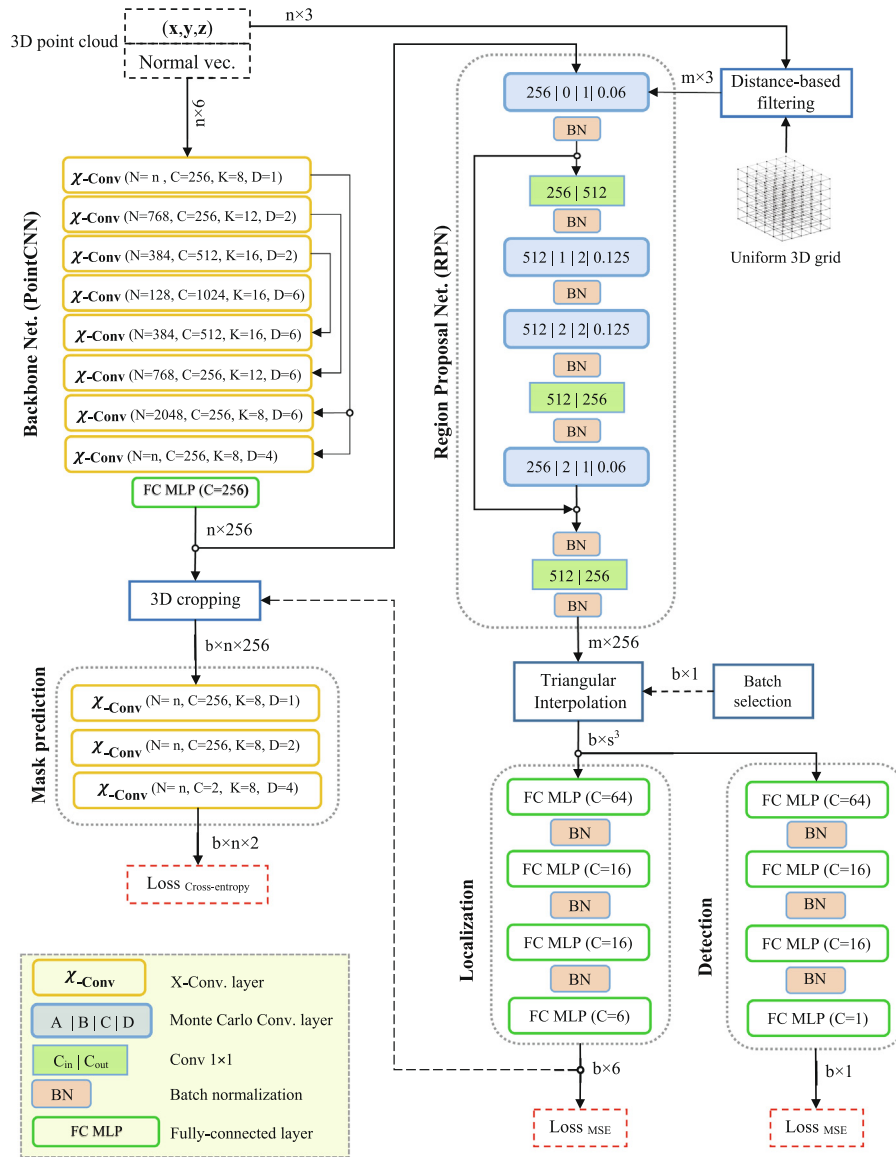 3D point cloud
(x,y,z)
Normal vec.
n×3
n×6
Backbone Net. (PointCNN)
χ-Conv (N= n , C=256, K=8, D=1)
χ-Conv (N=768, C=256, K=12, D=2)
χ-Conv (N=384, C=512, K=16, D=2)
χ-Conv (N=128, C=1024, K=16, D=6)
χ-Conv (N=384, C=512, K=16, D=6)
χ-Conv (N=768, C=256, K=12, D=6)
χ-Conv (N=2048, C=256, K=8, D=6)
χ-Conv (N=n, C=256, K=8, D=4)
FC MLP (C=256)
n×256
3D cropping
b×n×256
Mask prediction
χ-Conv (N= n, C=256, K=8, D=1)
χ-Conv (N= n, C=256, K=8, D=2)
χ-Conv (N= n, C=2, K=8, D=4)
b×n×2
Loss Cross-entropy
Region Proposal Net. (RPN)
256 | 0 | 1| 0.06
BN
256 | 512
BN
512 | 1 | 2| 0.125
BN
512 | 2 | 2| 0.125
BN
512 | 256
BN
256 | 2 | 1| 0.06
BN
512 | 256
BN
m×3
Distance-based
filtering
Uniform 3D grid
m×256
Triangular
Interpolation
b×1
Batch
selection
b×s³
Localization
FC MLP (C=64)
BN
FC MLP (C=16)
BN
FC MLP (C=16)
BN
FC MLP (C=6)
b×6
Loss MSE
Detection
FC MLP (C=64)
BN
FC MLP (C=16)
BN
FC MLP (C=16)
BN
FC MLP (C=1)
b×1
Loss MSE
χ-Conv X-Conv. layer
A | B | C | D Monte Carlo Conv. layer
Cin | Cout Conv 1×1
BN Batch normalization
FC MLP Fully-connected layer